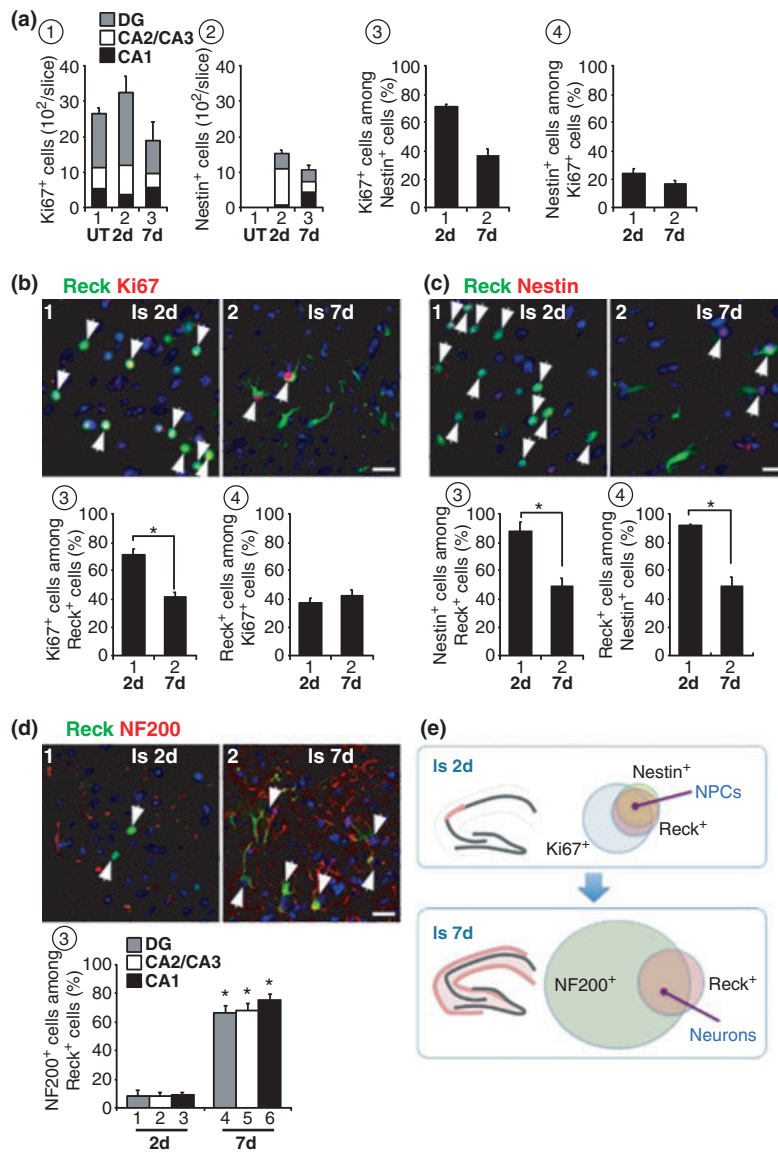 (a)
1
DG
CA2/CA3
CA1
Ki67+ cells (10²/slice)
40
30
20
10
0
1 2 3
UT 2d 7d
2
Nestin+ cells (10²/slice)
40
30
20
10
0
1 2 3
UT 2d 7d
3
Ki67+ cells among
Nestin+ cells (%)
100
80
60
40
20
0
1 2
2d 7d
4
Nestin+ cells among
Ki67+ cells (%)
100
80
60
40
20
0
1 2
2d 7d
(b)
Reck Ki67
1 Is 2d
2 Is 7d
3
Ki67+ cells among
Reck+ cells (%)
100
80
60
40
20
0
*
1 2
2d 7d
4
Reck+ cells among
Ki67+ cells (%)
100
80
60
40
20
0
1 2
2d 7d
(c)
Reck Nestin
1 Is 2d
2 Is 7d
3
Nestin+ cells among
Reck+ cells (%)
100
80
60
40
20
0
*
1 2
2d 7d
4
Reck+ cells among
Nestin+ cells (%)
100
80
60
40
20
0
*
1 2
2d 7d
(d)
Reck NF200
1 Is 2d
2 Is 7d
3
DG
CA2/CA3
CA1
NF200+ cells among
Reck+ cells (%)
100
80
60
40
20
0
* * *
1 2 3 4 5 6
2d 7d
(e)
Is 2d
Nestin+
NPCs
Reck+
Ki67+
Is 7d
NF200+
Reck+
Neurons